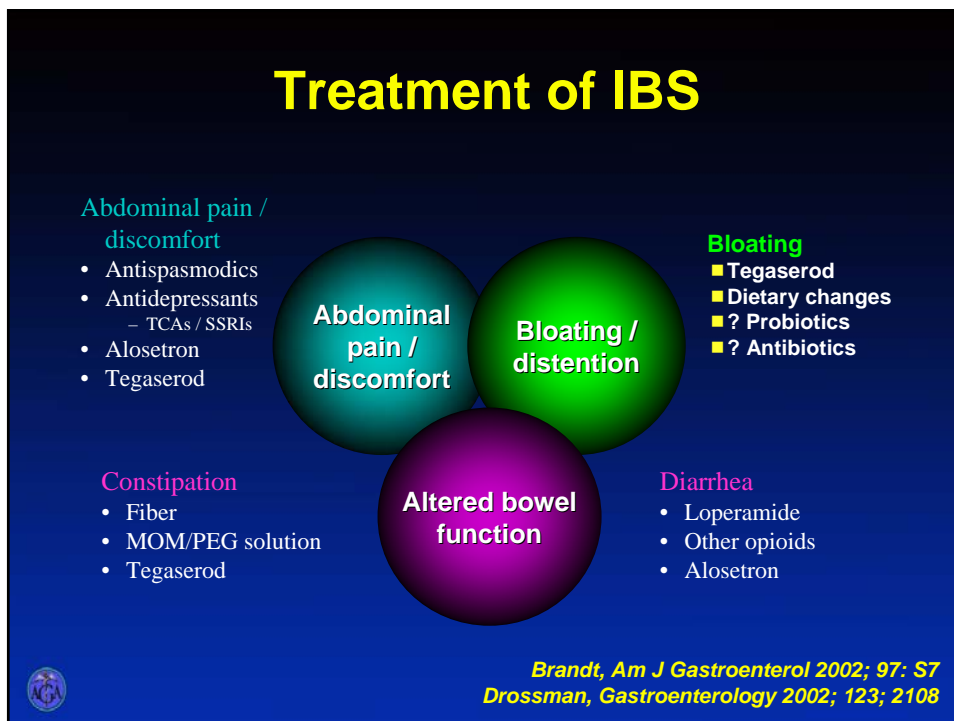 Treatment of IBS
Abdominal pain /
discomfort
• Antispasmodics
• Antidepressants
– TCAs / SSRIs
• Alosetron
• Tegaserod
Abdominal
pain /
discomfort
Bloating /
distention
Bloating
■ Tegaserod
■ Dietary changes
■ ? Probiotics
■ ? Antibiotics
Constipation
• Fiber
• MOM/PEG solution
• Tegaserod
Altered bowel
function
Diarrhea
• Loperamide
• Other opioids
• Alosetron
Brandt, Am J Gastroenterol 2002; 97: S7
Drossman, Gastroenterology 2002; 123; 2108
AGA